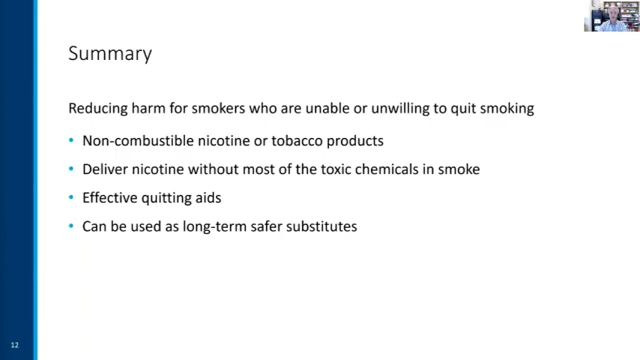 Summary
Reducing harm for smokers who are unable or unwilling to quit smoking
• Non-combustible nicotine or tobacco products
• Deliver nicotine without most of the toxic chemicals in smoke
• Effective quitting aids
• Can be used as long-term safer substitutes
12